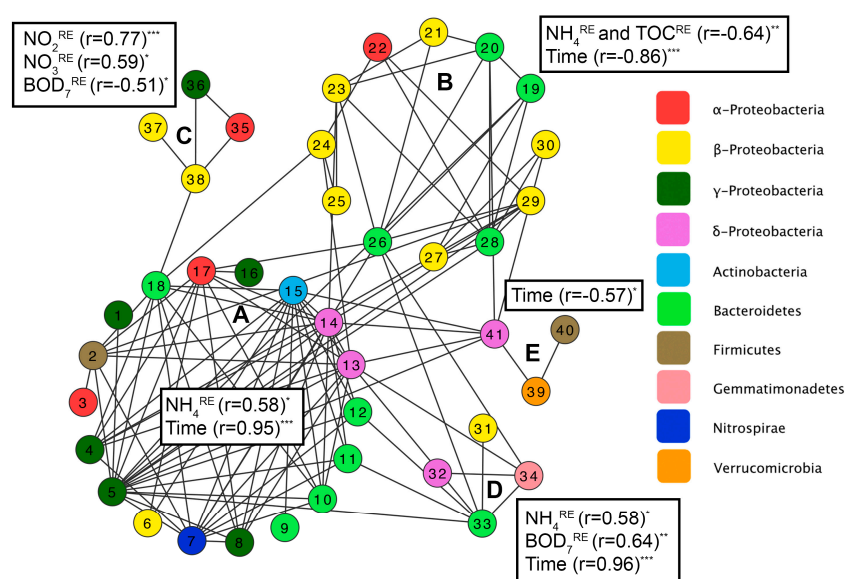 NO₂ᴿᴱ (r=0.77)***
NO₃ᴿᴱ (r=0.59)*
BOD₇ᴿᴱ (r=-0.51)*
NH₄ᴿᴱ and TOCᴿᴱ (r=-0.64)**
Time (r=-0.86)***
21
22
20
B
23
19
36
37
C
35
24
30
38
25
29
26
27
28
17
16
18
15
A
14
1
2
13
3
Time (r=-0.57)*
41
40
E
39
NH₄ᴿᴱ (r=0.58)*
Time (r=0.95)***
12
31
4
11
32
34
D
5
10
33
6
9
7
8
NH₄ᴿᴱ (r=0.58)*
BOD₇ᴿᴱ (r=0.64)**
Time (r=0.96)***
α-Proteobacteria
β-Proteobacteria
γ-Proteobacteria
δ-Proteobacteria
Actinobacteria
Bacteroidetes
Firmicutes
Gemmatimonadetes
Nitrospirae
Verrucomicrobia